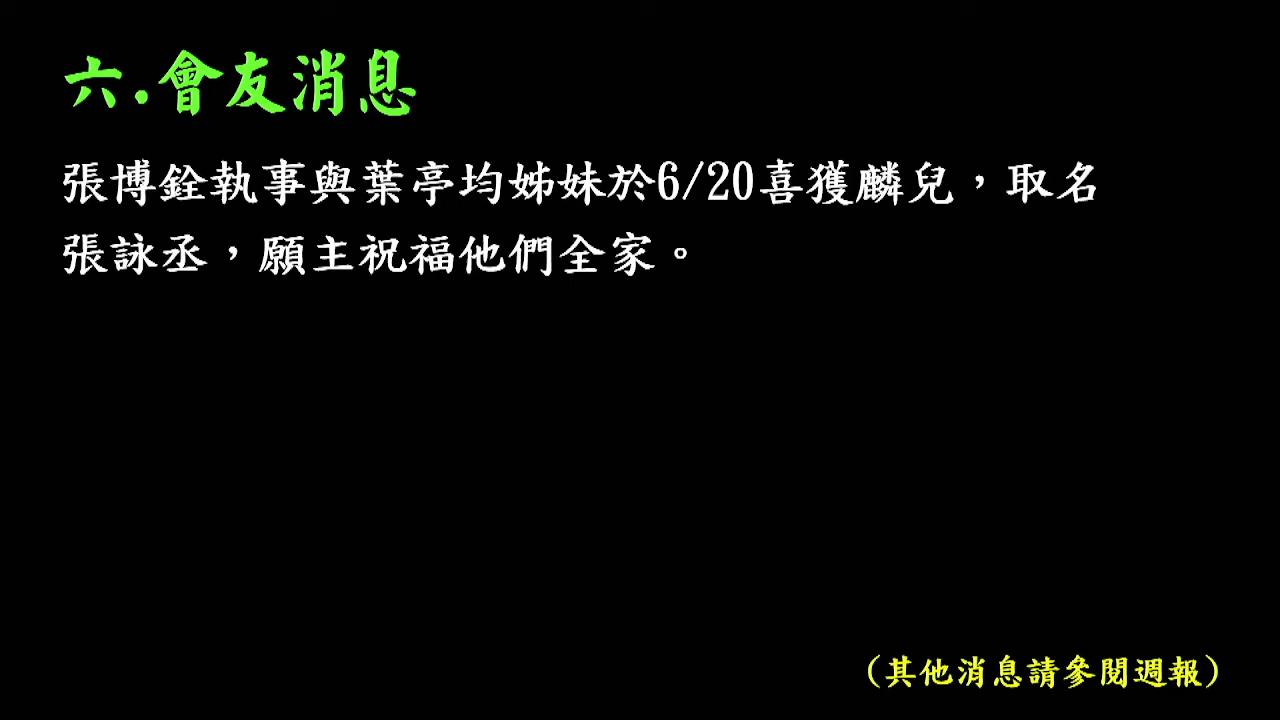 六.會友消息
張博銓執事與葉亭均姊妹於6/20喜獲麟兒，取名
張詠丞，願主祝福他們全家。
(其他消息請參閱週報)